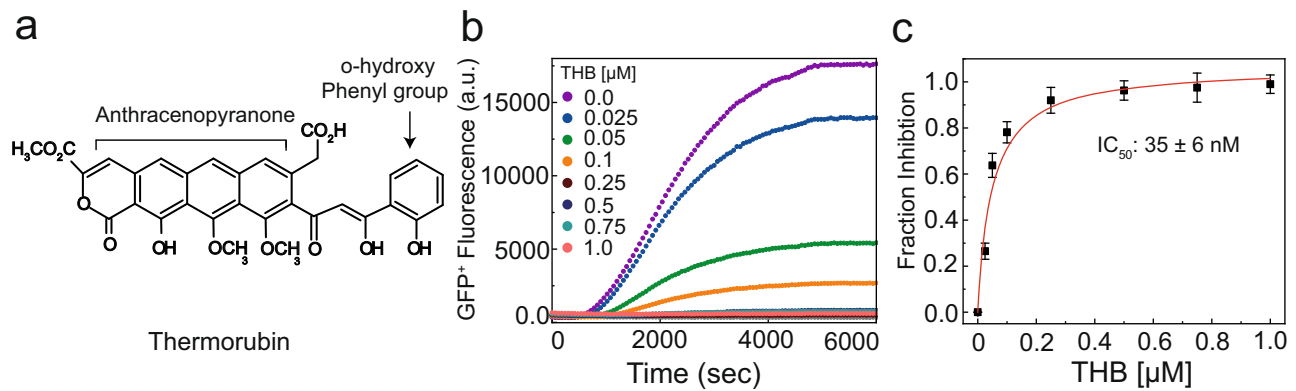 a
o-hydroxy
Phenyl group
Anthracenopyranone
CO₂H
CH₃CO₂C
O
O
OH
OCH₃
OCH₃
O
OH
OH
Thermorubin
b
GFP⁺ Fluorescence (a.u.)
15000
10000
5000
0.0
THB [µM]
0.0
0.025
0.05
0.1
0.25
0.5
0.75
1.0
0
2000
4000
6000
Time (sec)
c
Fraction Inhibtion
1.0
0.8
0.6
0.4
0.2
0.0
IC₅₀: 35 ± 6 nM
0
0.2
0.4
0.6
0.8
1.0
THB [µM]